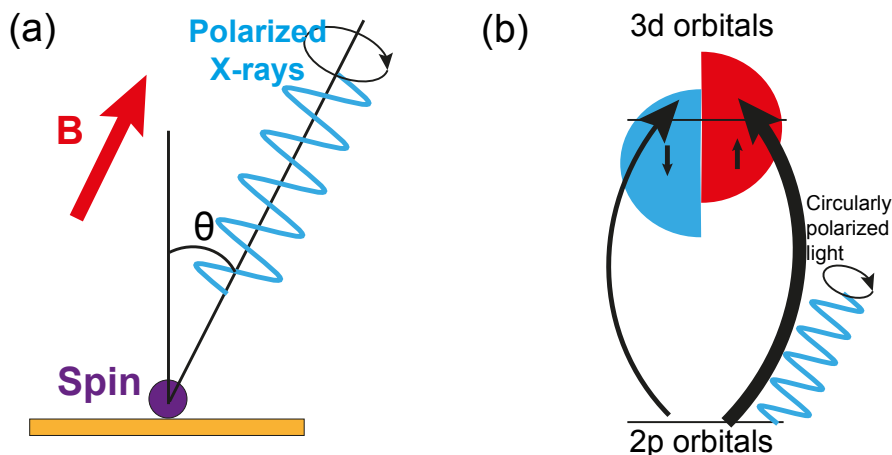 (a)
Polarized
X-rays
B
θ
Spin
(b)
3d orbitals
Circularly
polarized
light
2p orbitals